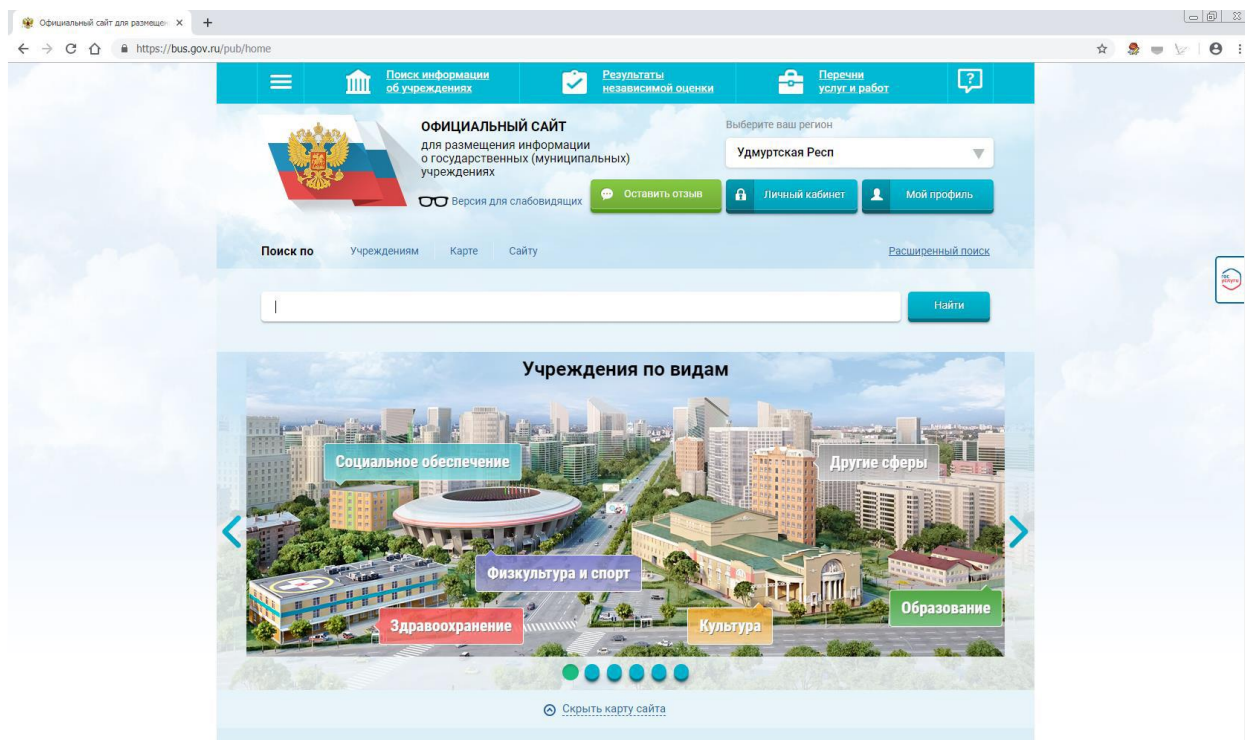 Официальный сайт для размеще
https://bus.gov.ru/pub/home
Поиск информации
об учреждениях
Результаты
независимой оценки
Перечни
услуг и работ
ОФИЦИАЛЬНЫЙ САЙТ
для размещения информации
о государственных (муниципальных)
учреждениях
Версия для слабовидящих
Выберите ваш регион
Удмуртская Респ
Оставить отзыв
Личный кабинет
Мой профиль
Поиск по
Учреждениям
Карте
Сайту
Расширенный поиск
гос
услуги
Найти
Учреждения по видам
Социальное обеспечение
Другие сферы
Физкультура и спорт
Образование
Здравоохранение
Культура
Скрыть карту сайта